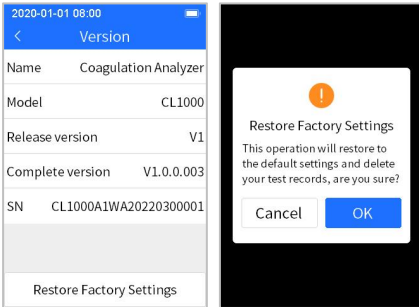 2020-01-01 08:00
< Version
Name Coagulation Analyzer
Model CL1000
Release version V1
Complete version V1.0.0.003
SN CL1000A1WA20220300001
Restore Factory Settings
!
Restore Factory Settings
This operation will restore to
the default settings and delete
your test records, are you sure?
Cancel OK